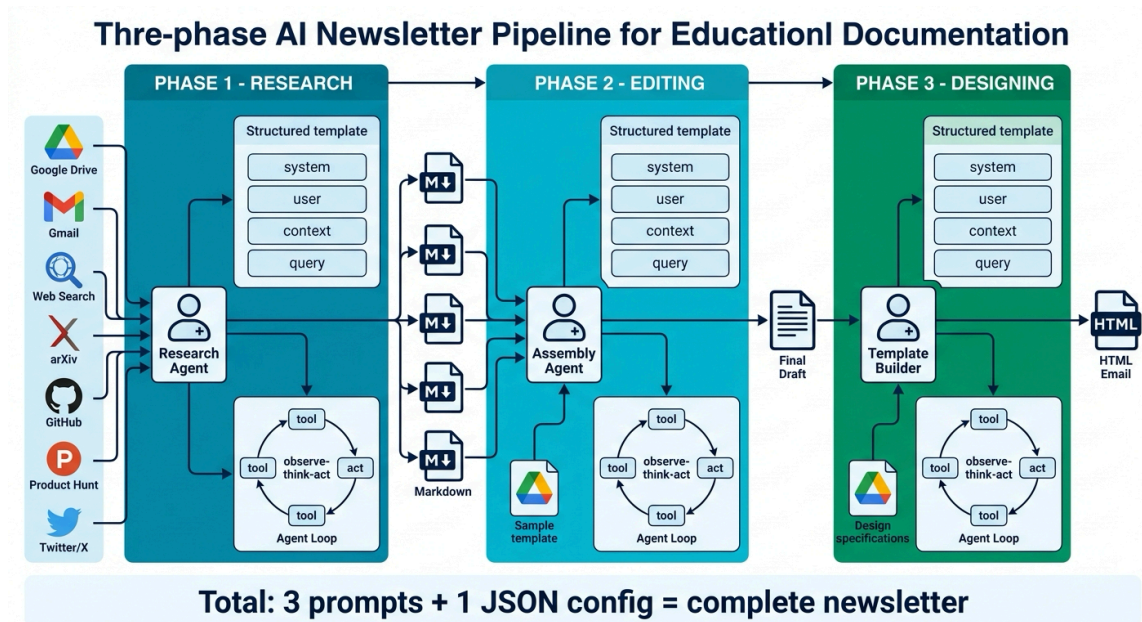 Thre-phase AI Newsletter Pipeline for Educationl Documentation
PHASE 1 - RESEARCH
PHASE 2 - EDITING
PHASE 3 - DESIGNING
Google Drive
Gmail
Web Search
arXiv
GitHub
P
Product Hunt
Twitter/X
Structured template
system
user
context
query
Research
Agent
tool
tool
observe-
think-act
act
tool
Agent Loop
M
M
M
M
M
Markdown
Structured template
system
user
context
query
Assembly
Agent
Sample
template
tool
tool
observe-
think-act
act
tool
Agent Loop
Final
Draft
Structured template
system
user
context
query
Template
Builder
Design
specifications
tool
tool
observe-
think-act
act
tool
Agent Loop
HTML
HTML
Email
Total: 3 prompts + 1 JSON config = complete newsletter